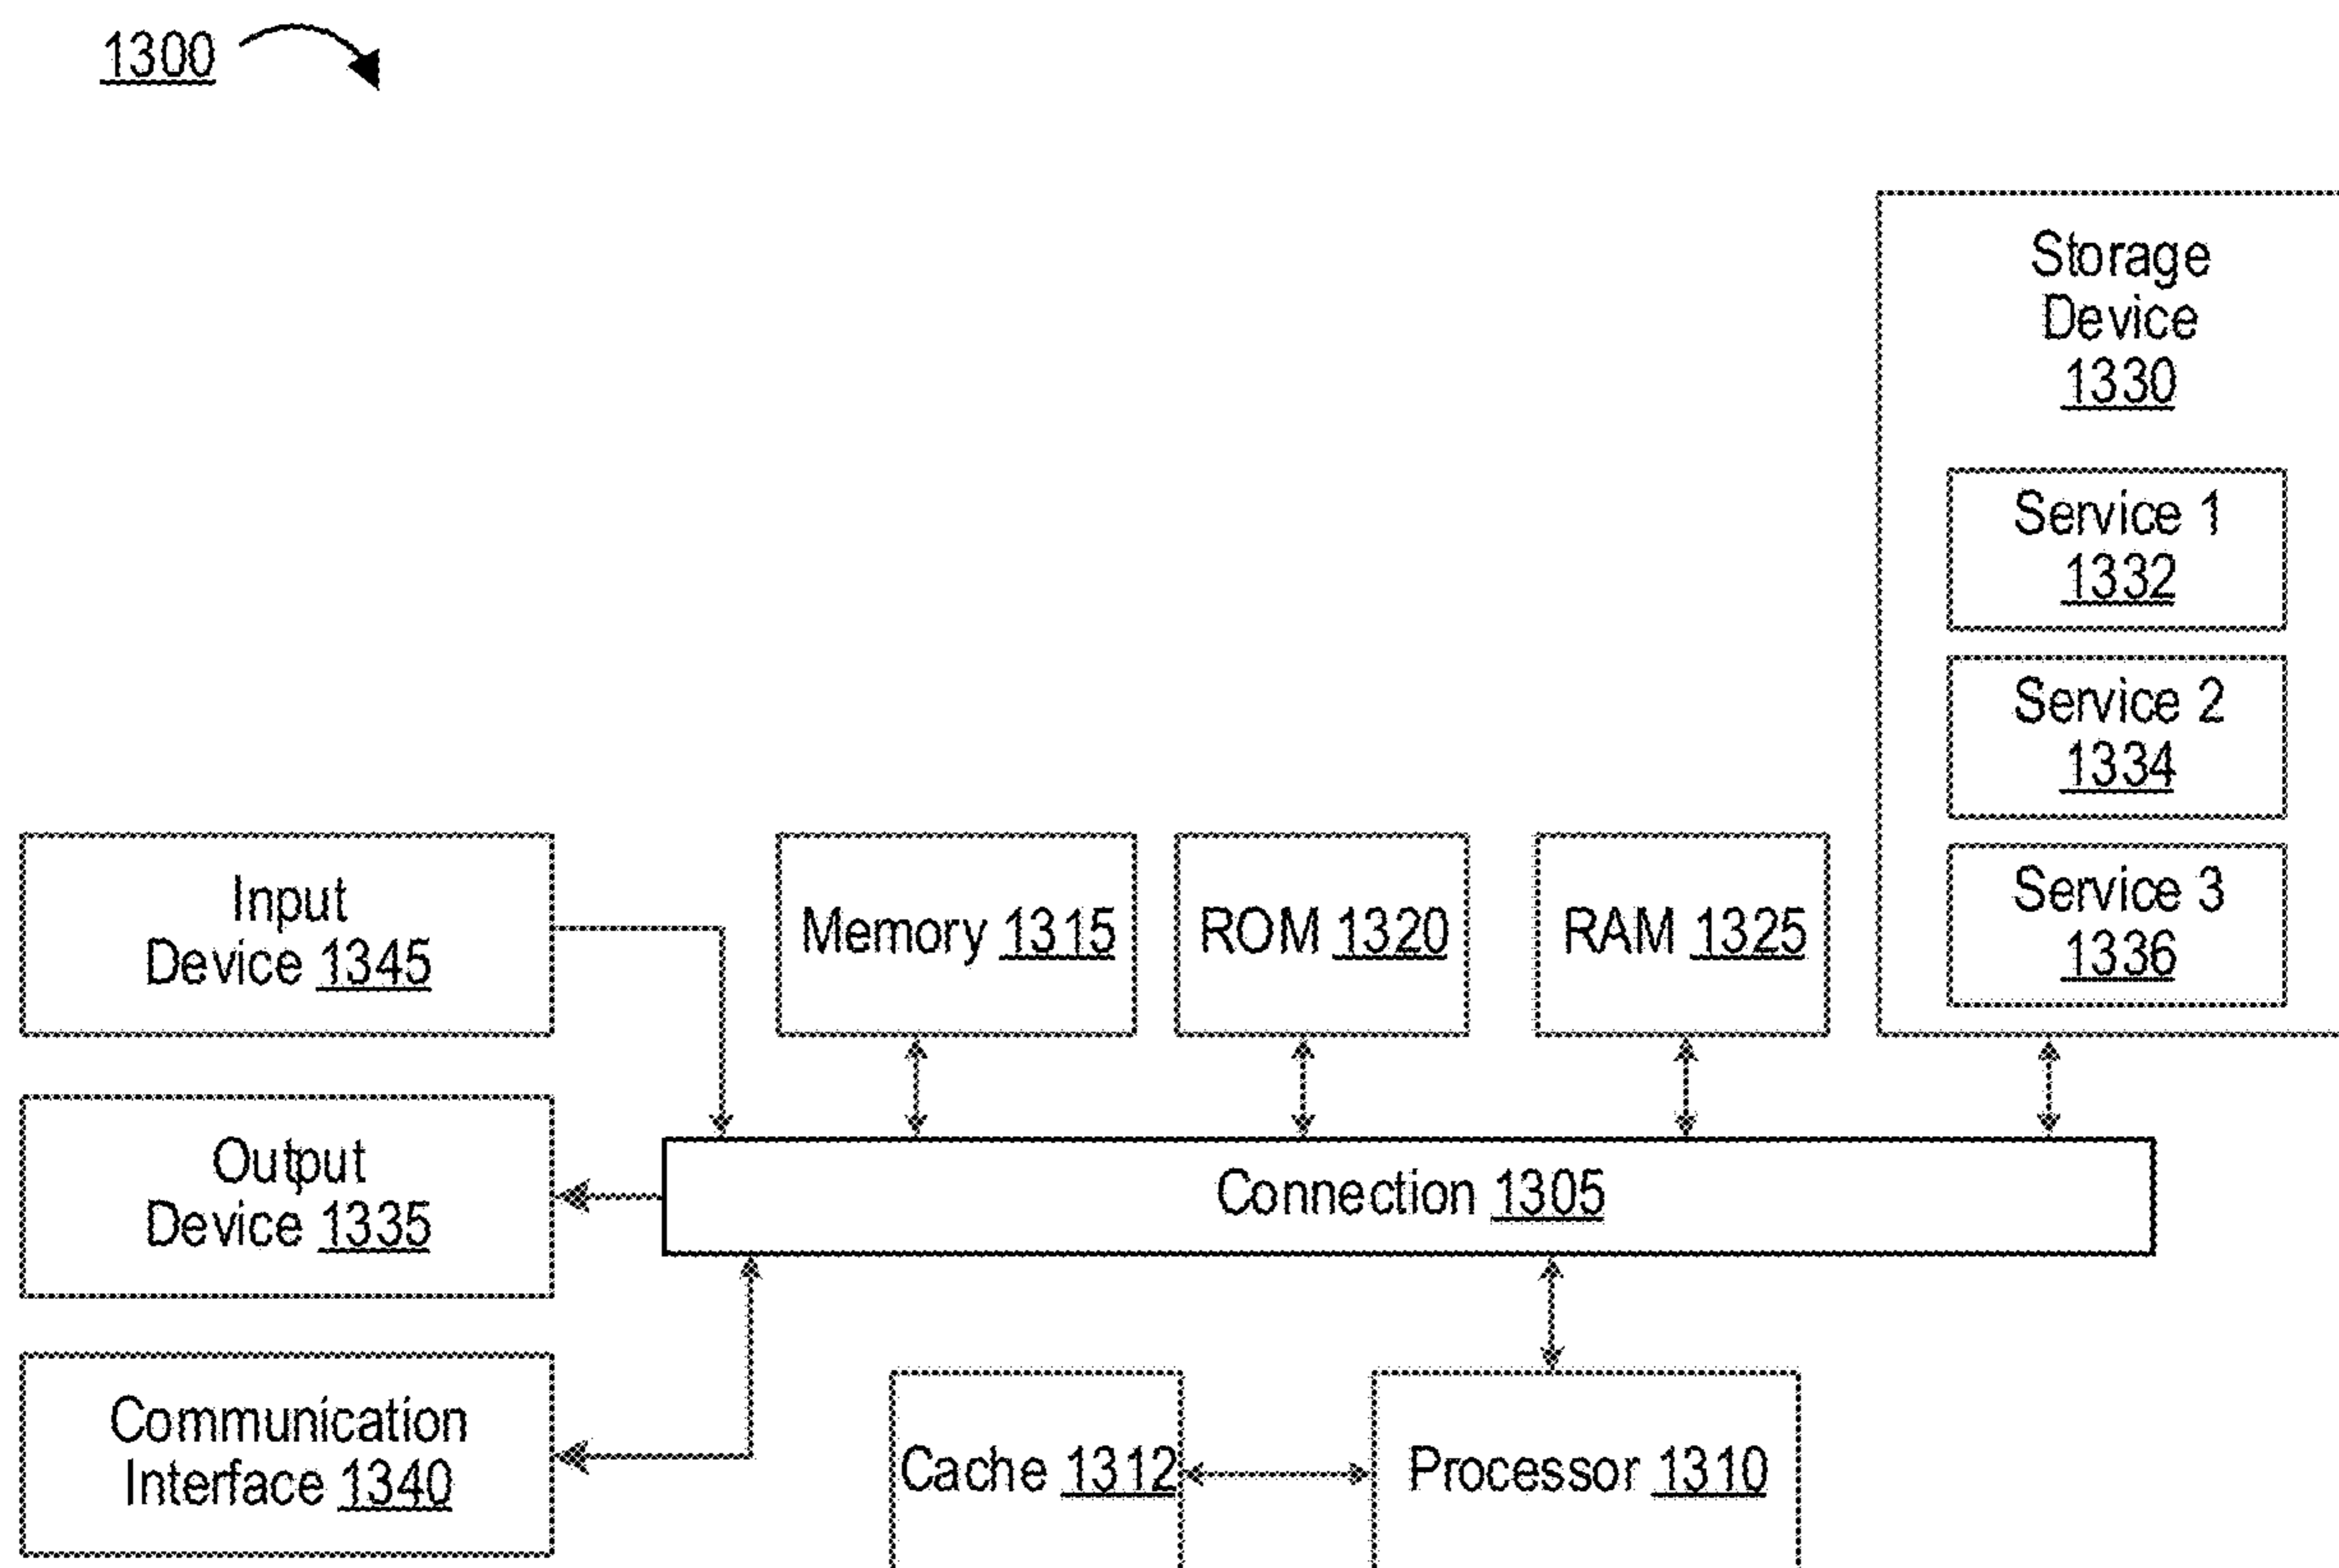 1300
Storage
Device
1330
Service 1
1332
Service 2
1334
Service 3
1336
Input
Device 1345
Memory 1315
ROM 1320
RAM 1325
Output
Device 1335
Connection 1305
Communication
Interface 1340
Cache 1312
Processor 1310